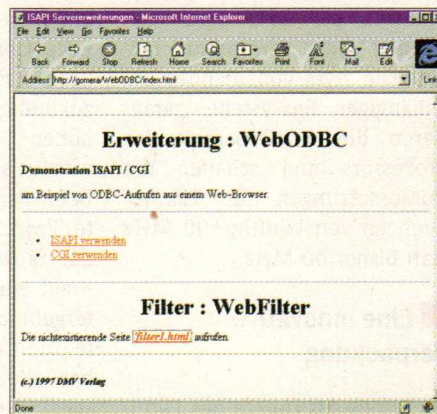 ISAPI Servererweiterungen - Microsoft Internet Explorer
File Edit View Go Favorites Help
Back Forward Stop Refresh Home Search Favorites Print Font Mail Edit
Address http://gomera/WebODBC/index.html Link
Erweiterung : WebODBC
Demonstration ISAPI / CGI
am Beispiel von ODBC-Aufrufen aus einem Web-Browser.
ISAPI verwenden
CGI verwenden
Filter : WebFilter
Die nichtexistierende Seite "filter1.html" aufrufen.
(c.) 1997 DMV Verlag
Done